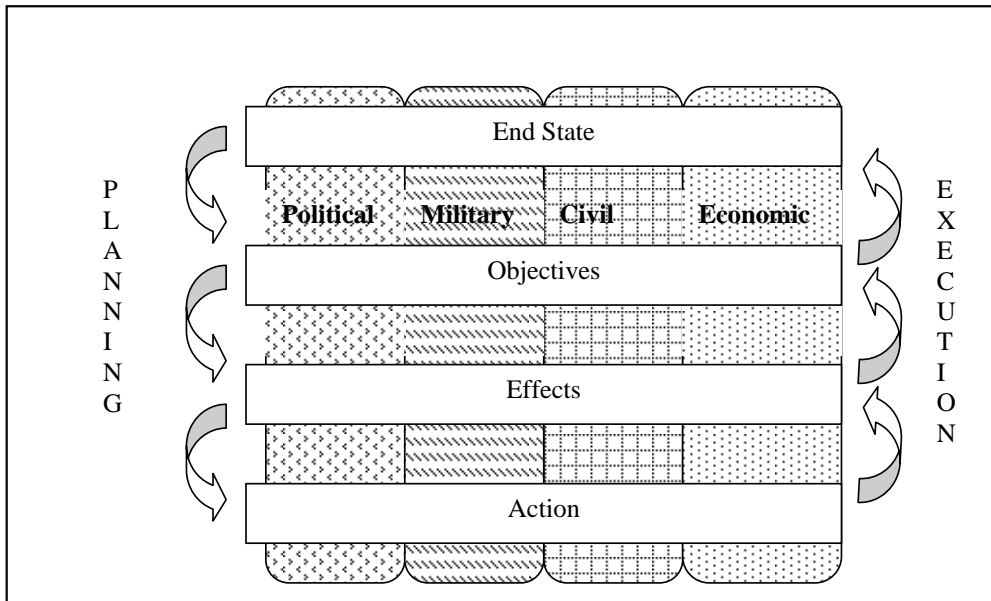 End State
Political Military Civil Economic
Objectives
Effects
Action
P
L
A
N
N
I
N
G
E
X
E
C
U
T
I
O
N